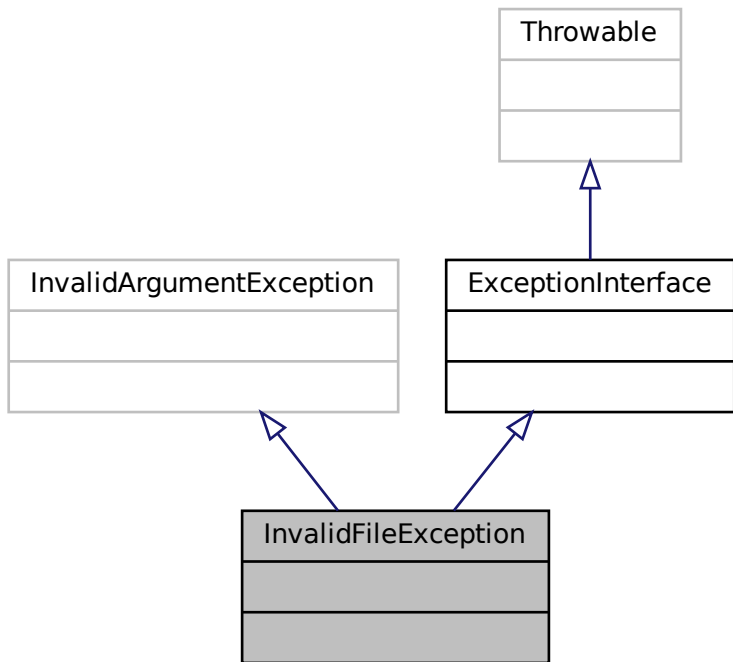 Throwable
InvalidArgumentException
ExceptionInterface
InvalidFileException